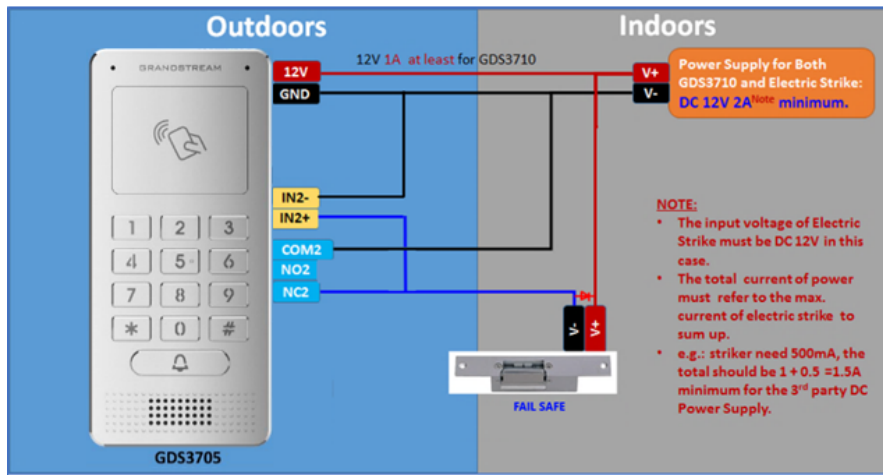 Outdoors
Indoors
GRANDSTREAM
12V
GND
12V 1A at least for GDS3710
V+
V-
Power Supply for Both
GDS3710 and Electric Strike:
DC 12V 2A Note minimum.
IN2-
IN2+
COM2
NO2
NC2
1 2 3
4 5 6
7 8 9
* 0 #
GDS3705
V-
V+
FAIL SAFE
NOTE:
• The input voltage of Electric
Strike must be DC 12V in this
case.
• The total current of power
must refer to the max.
current of electric strike to
sum up.
• e.g.: striker need 500mA, the
total should be 1 + 0.5 =1.5A
minimum for the 3rd party DC
Power Supply.